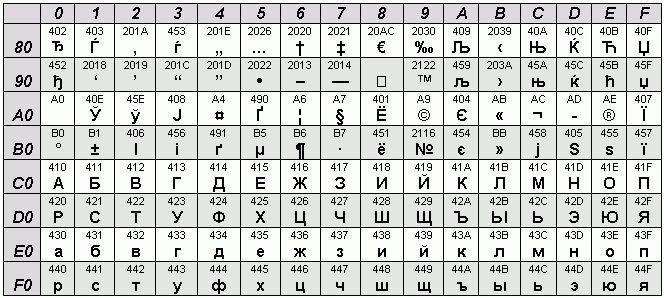 0 1 2 3 4 5 6 7 8 9 A B C D E F
402 403 201A 453 201E 2026 2020 2021 20AC 2030 409 2039 40A 40C 40B 40F
80 Ђ Ѓ ‚ ѓ „ … † ‡ € ‰ Љ ‹ Њ Ќ Ћ Џ
452 2018 2019 201C 201D 2022 2013 2014 2122 459 203A 45A 45C 45B 45F
90 ђ ‘ ’ “ ” • – — □ ™ љ › њ ќ ћ џ
A0 40E 45E 408 A4 490 A6 A7 401 A9 404 AB AC AD AE 407
A0 Ў ў Ј ¤ Ґ ¦ § Ё © Є « ¬ - ® Ї
B0 B1 406 456 491 B5 B6 B7 451 2116 454 BB 458 405 455 457
B0 ° ± І і ґ µ ¶ · ё № є » ј Ѕ ѕ ї
410 411 412 413 414 415 416 417 418 419 41A 41B 41C 41D 41E 41F
C0 А Б В Г Д Е Ж З И Й К Л М Н О П
420 421 422 423 424 425 426 427 428 429 42A 42B 42C 42D 42E 42F
D0 Р С Т У Ф Х Ц Ч Ш Щ Ъ Ы Ь Э Ю Я
430 431 432 433 434 435 436 437 438 439 43A 43B 43C 43D 43E 43F
E0 а б в г д е ж з и й к л м н о п
440 441 442 443 444 445 446 447 448 449 44A 44B 44C 44D 44E 44F
F0 р с т у ф х ц ч ш щ ъ ы ь э ю я